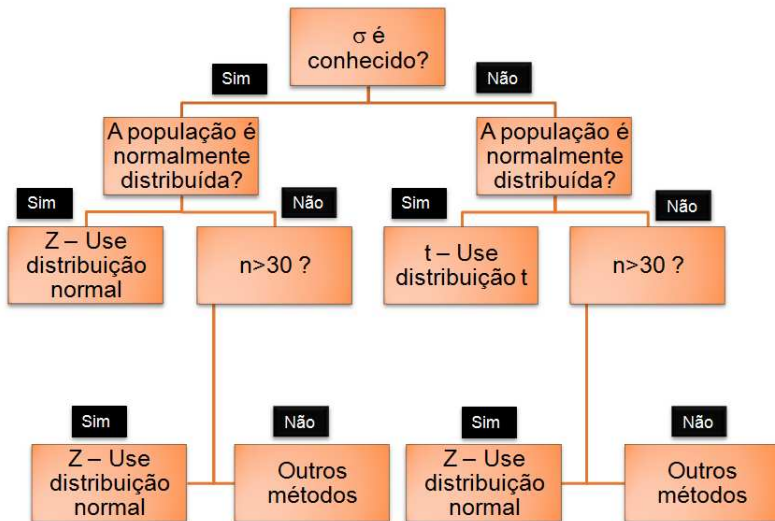 σ é
conhecido?
Sim
Não
A população é
normalmente
distribuída?
A população é
normalmente
distribuída?
Sim
Não
Sim
Não
Z – Use
distribuição
normal
n>30 ?
t – Use
distribuição t
n>30 ?
Sim
Não
Sim
Não
Z – Use
distribuição
normal
Outros
métodos
Z – Use
distribuição
normal
Outros
métodos